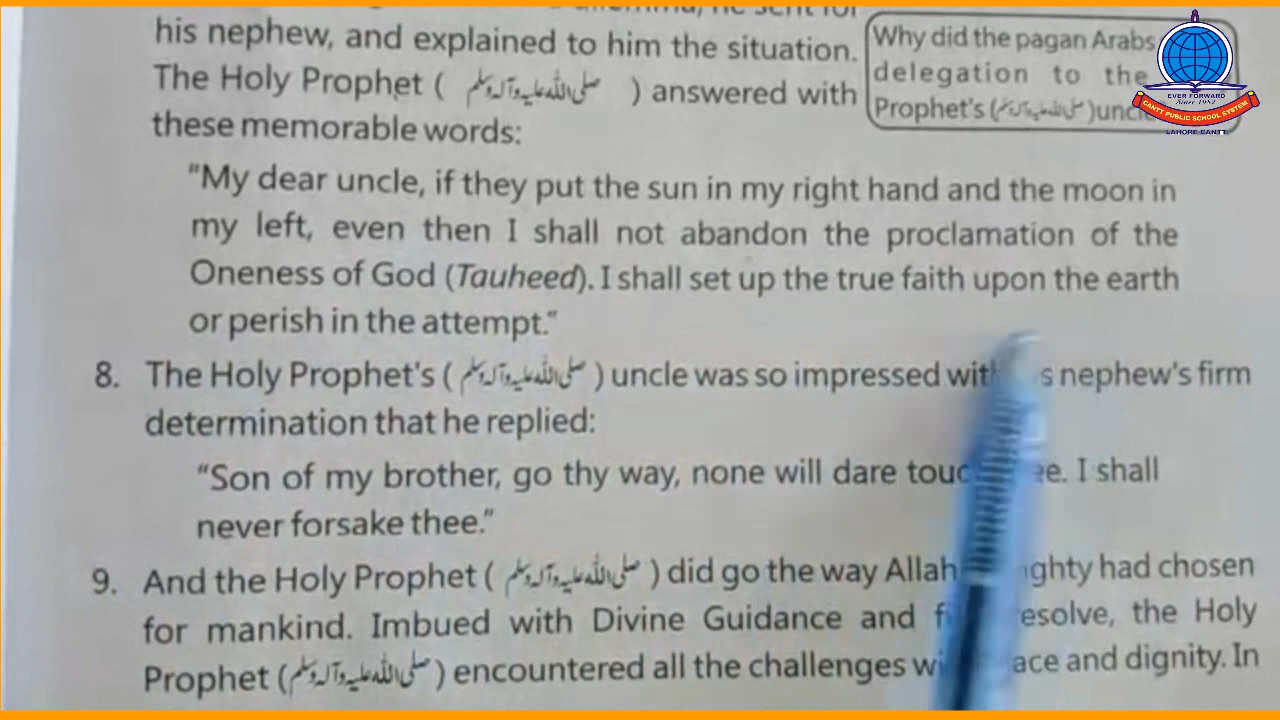 his nephew, and explained to him the situation.
The Holy Prophet ( صلی اللہ علیہ وآلہ وسلم ) answered with
these memorable words:
Why did the pagan Arabs
delegation to the
Prophet's (صلی اللہ علیہ وآلہ وسلم)
EVER FORWARD
Since 1982
CANTT PUBLIC SCHOOL SYSTEM
LAHORE CANTT
"My dear uncle, if they put the sun in my right hand and the moon in
my left, even then I shall not abandon the proclamation of the
Oneness of God (Tauheed). I shall set up the true faith upon the earth
or perish in the attempt."
8. The Holy Prophet's ( صلی اللہ علیہ وآلہ وسلم ) uncle was so impressed nephew's firm
determination that he replied:
"Son of my brother, go thy way, none will dare I shall
never forsake thee."
9. And the Holy Prophet ( صلی اللہ علیہ وآلہ وسلم ) did go the way Allah had chosen
for mankind. Imbued with Divine Guidance and the Holy
Prophet (صلی اللہ علیہ وآلہ وسلم) encountered all the challenges and dignity. In